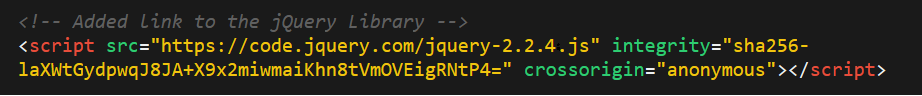 <!-- Added link to the jQuery Library -->
<script src="https://code.jquery.com/jquery-2.2.4.js" integrity="sha256-
laXWtGydpwqJ8JA+X9x2miwmaiKhn8tVmOVEigRNtP4=" crossorigin="anonymous"></script>